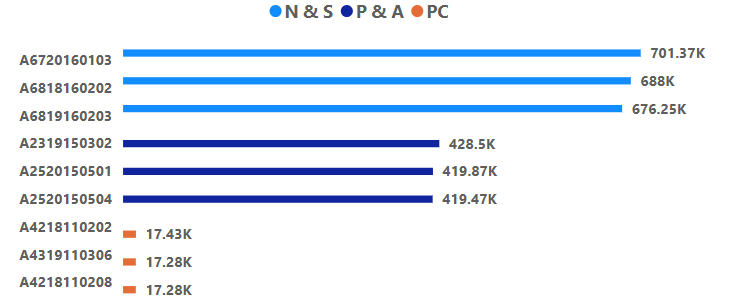 N & S P & A PC
A6720160103 701.37K
A6818160202 688K
A6819160203 676.25K
A2319150302 428.5K
A2520150501 419.87K
A2520150504 419.47K
A4218110202 17.43K
A4319110306 17.28K
A4218110208 17.28K